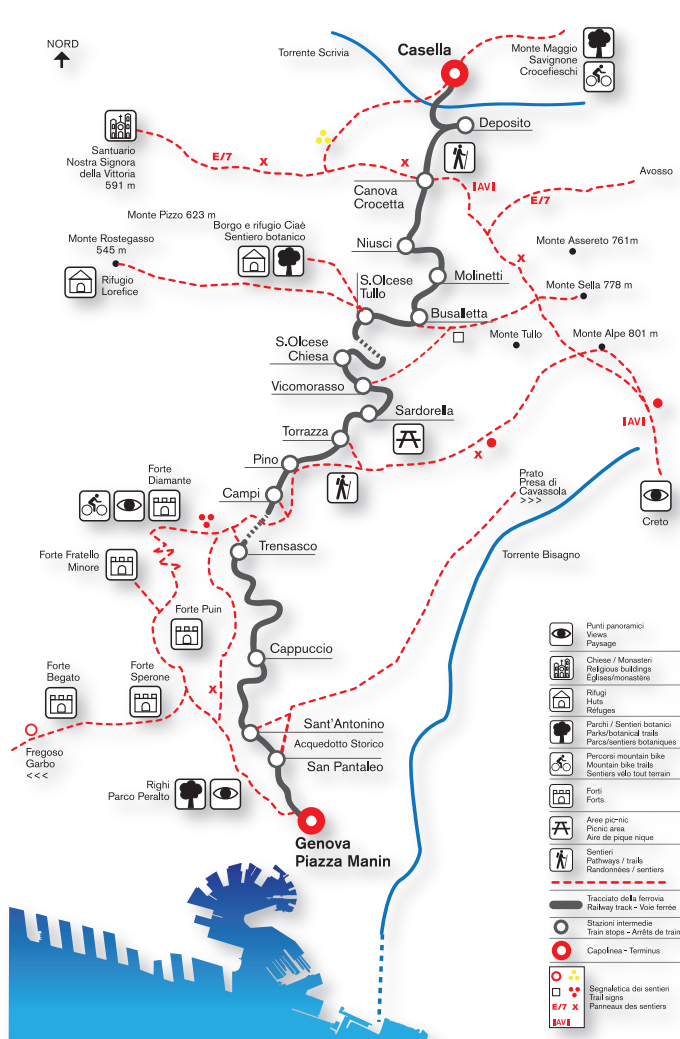 NORD
Torrente Scrivia
Casella
Monte Maggio
Savignone
Crocefieschi
Deposito
Santuario
Nostra Signora
della Vittoria
591 m
E/7
X
X
Canova
Crocetta
|AV|
Avosso
E/7
Monte Pizo 623 m
Borgo e rifugio Ciaè
Sentiero botanico
Niusci
X
Monte Assereto 761m
Monte Rostegasso
545 m
Rifugio
Lorefice
S.Olcese
Tullo
Molinetti
Monte Sella 778 m
Busalletta
Monte Tullo
Monte Alpe 801 m
S.Olcese
Chiesa
Vicomorasso
Sardorella
|AV|
Torrazza
X
Pino
Forte
Diamante
Campi
Prato
Presa di
Cavassola
>>>
Creto
Trensasco
Torrente Bisagno
Forte Fratello
Minore
Forte Puin
Cappuccio
Forte
Begato
Forte
Sperone
X
Sant'Antonino
Acquedotto Storico
San Pantaleo
Fregoso
Garbo
<<<
Righi
Parco Peralto
Genova
Piazza Manin
Punti panoramici
Views
Paysage
Chiese / Monasteri
Religious buildings
Églises/monastère
Rifugi
Huts
Réfuges
Parchi / Sentieri botanici
Parks/botanical trails
Parcs/sentiers botaniques
Percorsi mountain bike
Mountain bike trails
Sentiers vélo tout terrain
Forti
Forts
Aree pic-nic
Picnic area
Aire de pique nique
Sentieri
Pathways / trails
Randonnées / sentiers
Tracciato della ferrovia
Railway track - Voie ferrée
Stazioni intermedie
Train stops - Arrêts de train
Capolinea - Terminus
E/7 X
|AV|
Segnaletica dei sentieri
Trail signs
Panneaux des sentiers